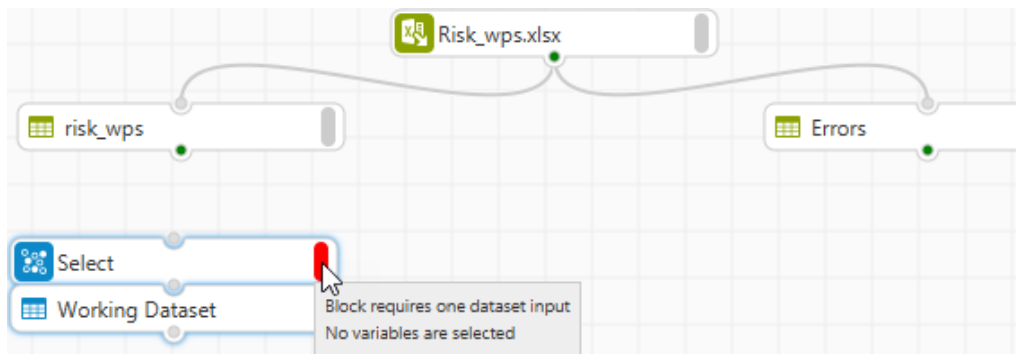 Risk_wps.xlsx
risk_wps
Errors
Select
Working Dataset
Block requires one dataset input
No variables are selected